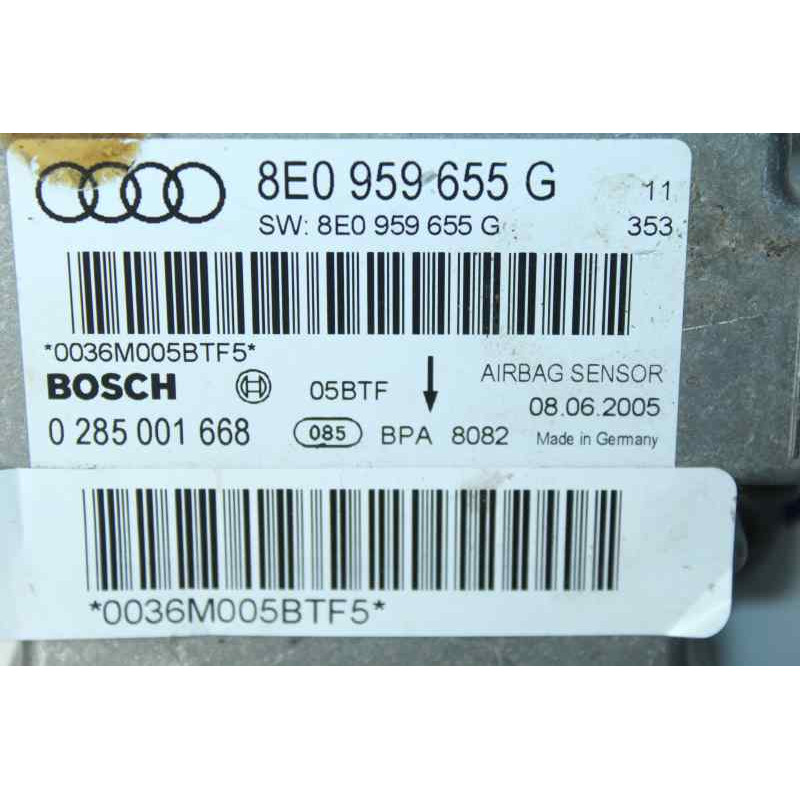 8E0 959 655 G 11
SW: 8E0 959 655 G 353
*0036M005BTF5*
BOSCH 05BTF AIRBAG SENSOR
08.06.2005
0 285 001 668 085 BPA 8082 Made in Germany
*0036M005BTF5*